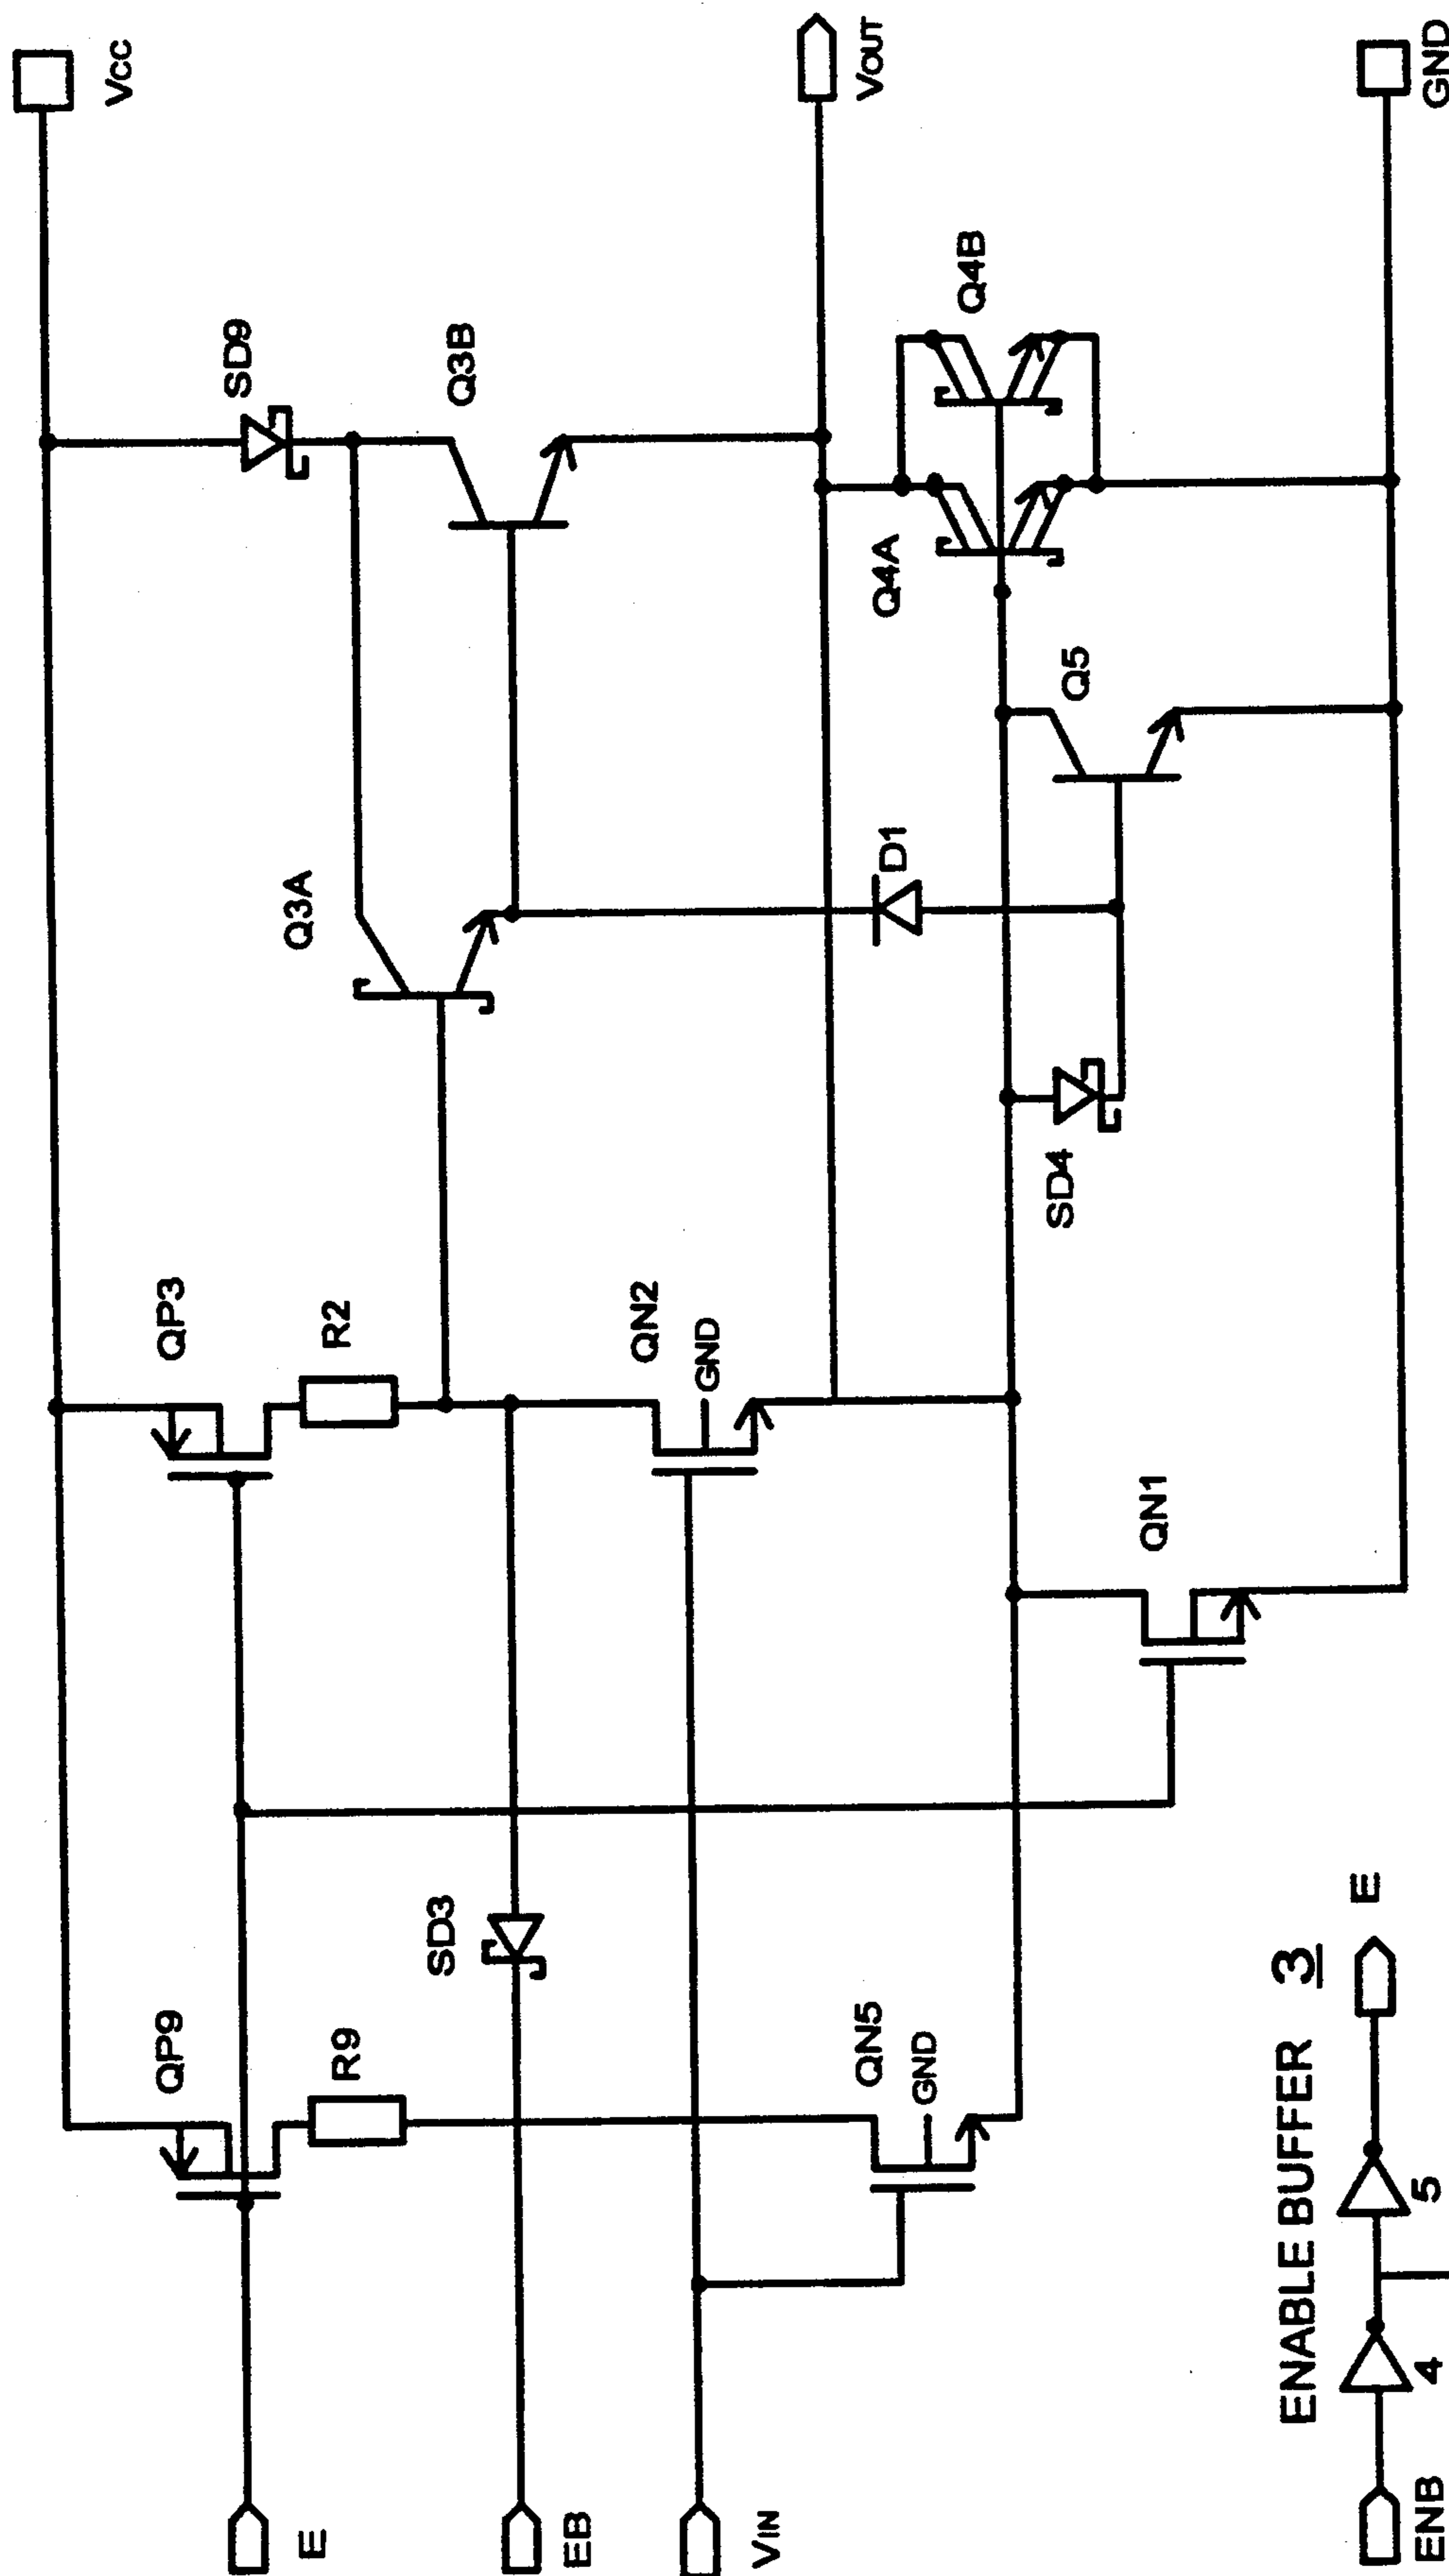 Vcc
SD9
Q3B
Q3A
VOUT
Q4B
Q4A
Q5
D1
SD4
GND
QP3
R2
QN2
GND
QN1
QP9
R9
SD3
QN5
GND
E
EB
VIN
ENABLE BUFFER 3
ENB
4
5
E